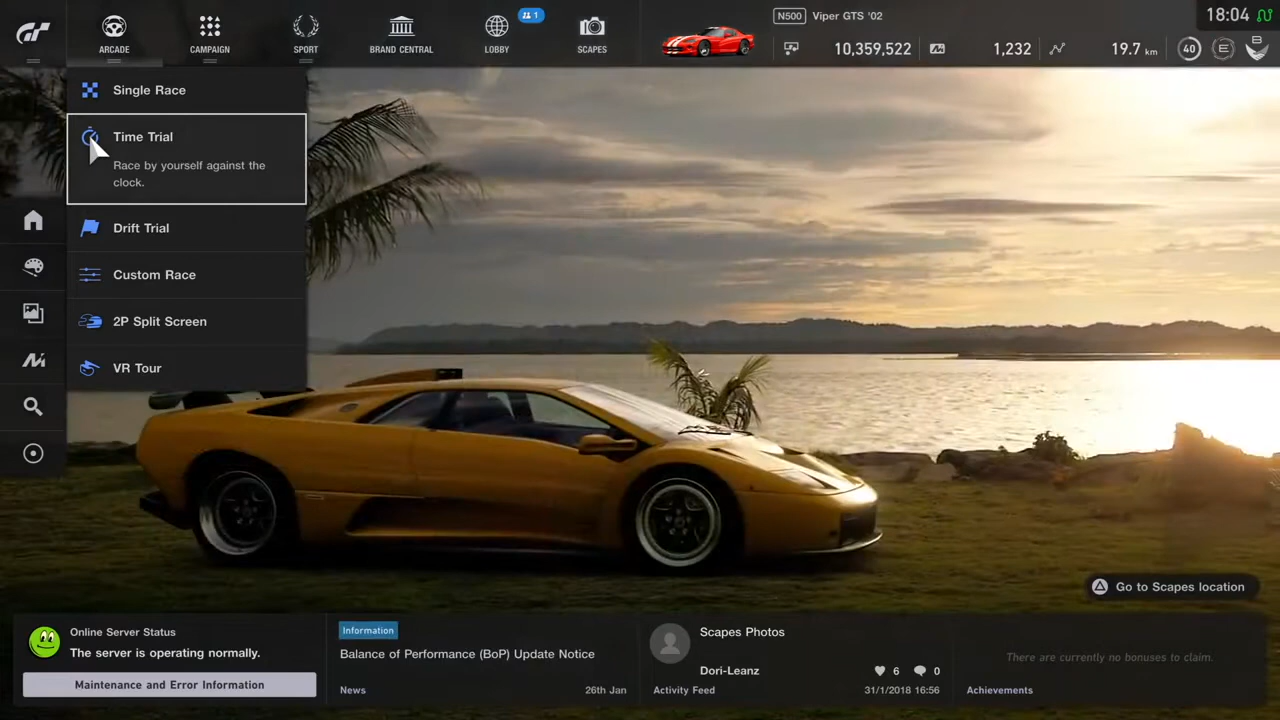 ARCADE
CAMPAIGN
SPORT
BRAND CENTRAL
LOBBY
1
SCAPES
N500 Viper GTS '02
18:04
10,359,522
1,232
19.7 km
40
E
B
Single Race
Time Trial
Race by yourself against the
clock.
Drift Trial
Custom Race
2P Split Screen
VR Tour
Go to Scapes location
Online Server Status
The server is operating normally.
Maintenance and Error Information
Information
Balance of Performance (BoP) Update Notice
News
26th Jan
Scapes Photos
Dori-Leanz
6
0
Activity Feed
31/1/2018 16:56
There are currently no bonuses to claim.
Achievements